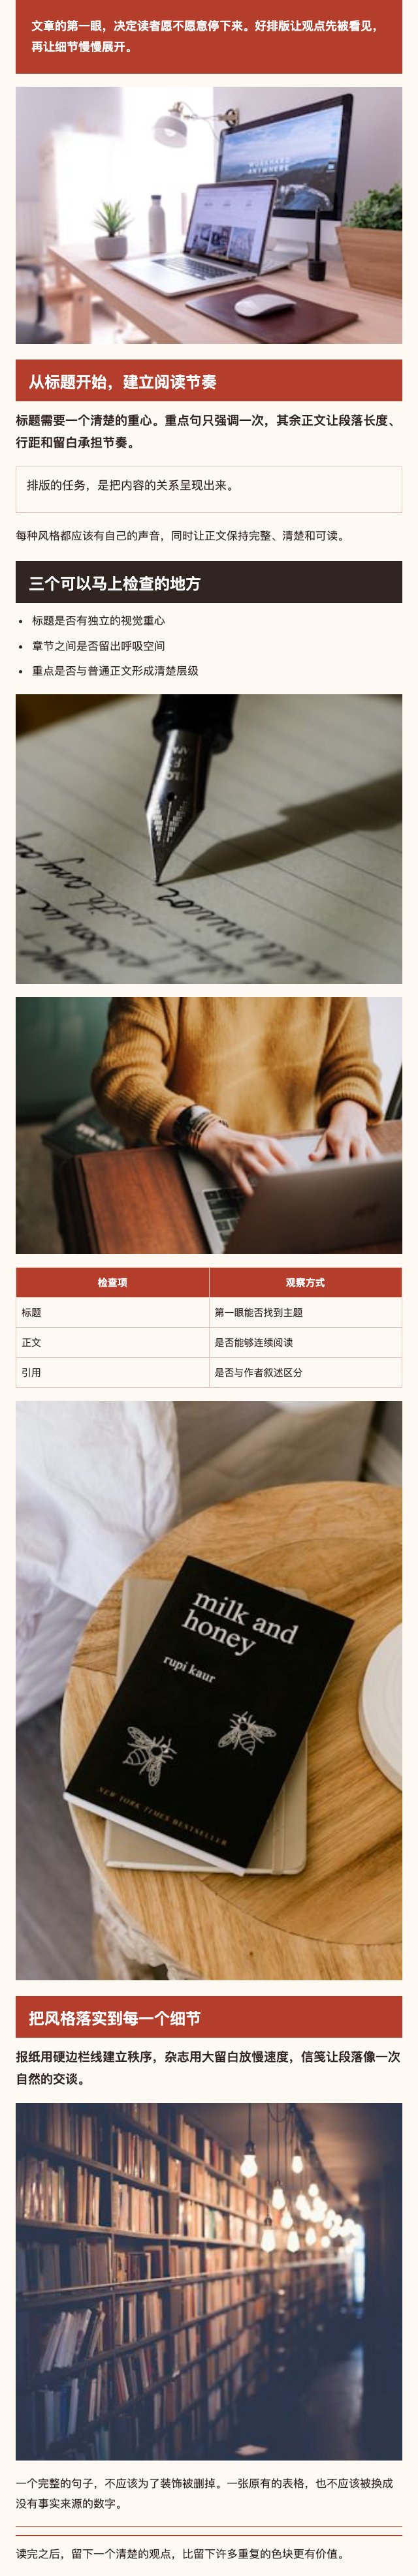 文章的第一眼，决定读者愿不愿意停下来。好排版让观点先被看见，
再让细节慢慢展开。
从标题开始，建立阅读节奏
标题需要一个清楚的重心。重点句只强调一次，其余正文让段落长度、
行距和留白承担节奏。
排版的任务，是把内容的关系呈现出来。
每种风格都应该有自己的声音，同时让正文保持完整、清楚和可读。
三个可以马上检查的地方
• 标题是否有独立的视觉重心
• 章节之间是否留出呼吸空间
• 重点是否与普通正文形成清楚层级
检查项 观察方式
标题 第一眼能否找到主题
正文 是否能够连续阅读
引用 是否与作者叙述区分
milk and
honey
rupi kaur
NEW YORK TIMES BESTSELLER
把风格落实到每一个细节
报纸用硬边栏线建立秩序，杂志用大留白放慢速度，信笺让段落像一次
自然的交谈。
一个完整的句子，不应该为了装饰被删掉。一张原有的表格，也不应该被换成
没有事实来源的数字。
读完之后，留下一个清楚的观点，比留下许多重复的色块更有价值。